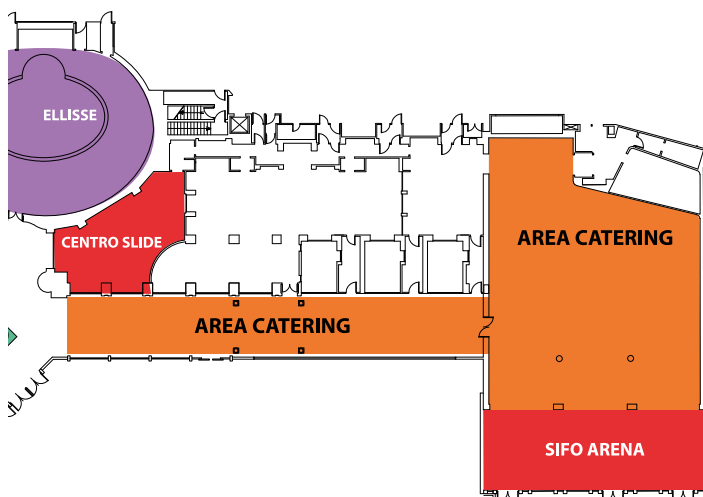 ELLISSE
CENTRO SLIDE
AREA CATERING
AREA CATERING
SIFO ARENA